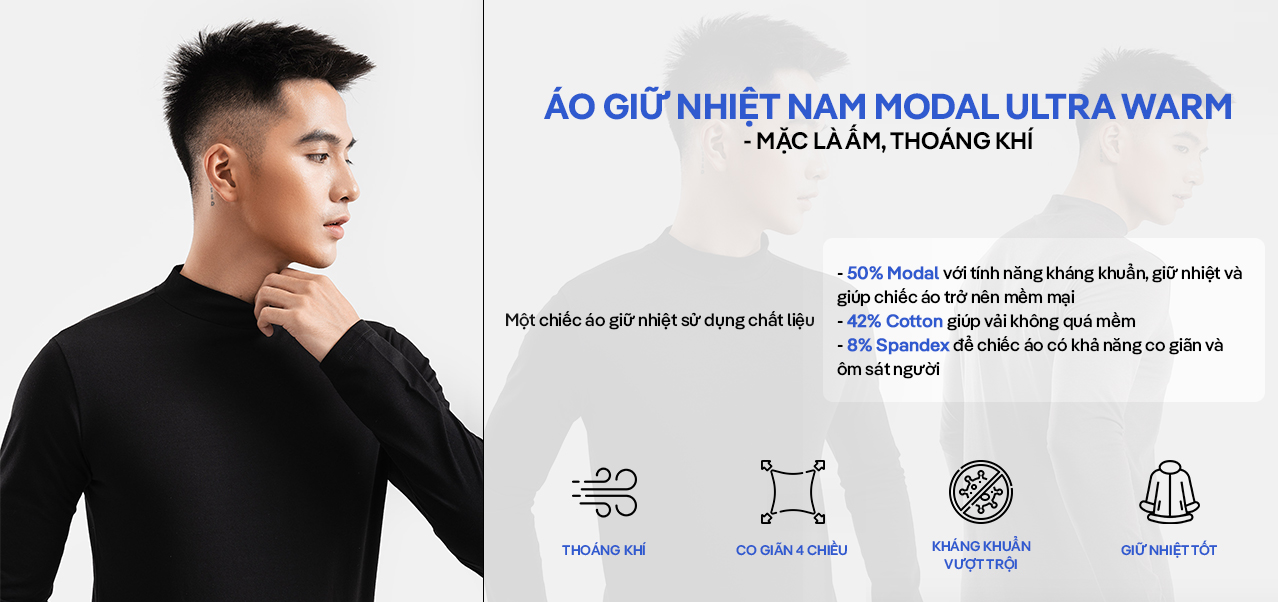 ÁO GIỮ NHIỆT NAM MODAL ULTRA WARM
- MẶC LÀ ẤM, THOÁNG KHÍ
Một chiếc áo giữ nhiệt sử dụng chất liệu
- 50% Modal với tính năng kháng khuẩn, giữ nhiệt và
giúp chiếc áo trở nên mềm mại
- 42% Cotton giúp vải không quá mềm
- 8% Spandex để chiếc áo có khả năng co giãn và
ôm sát người
THOÁNG KHÍ
CO GIÃN 4 CHIỀU
KHÁNG KHUẨN
VƯỢT TRỘI
GIỮ NHIỆT TỐT